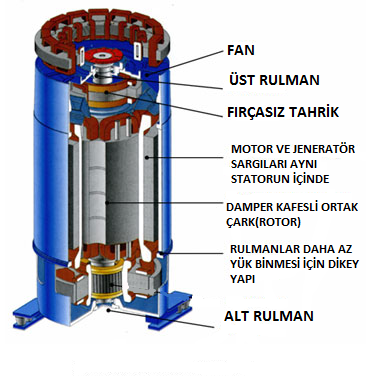 FAN
ÜST RULMAN
FIRÇASIZ TAHRİK
MOTOR VE JENERATÖR
SARGILARI AYNI
STATORUN İÇİNDE
DAMPER KAFESLİ ORTAK
ÇARK(ROTOR)
RULMANLAR DAHA AZ
YÜK BİNMESİ İÇİN DİKEY
YAPI
ALT RULMAN